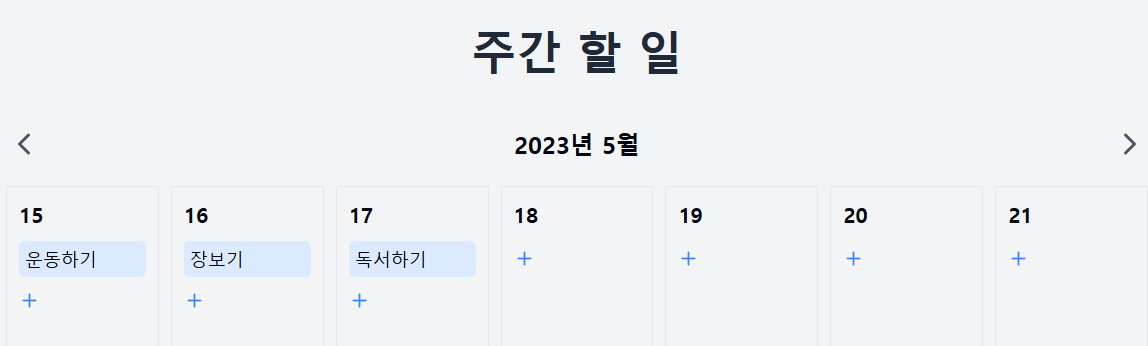 주간 할 일
2023년 5월
15 16 17 18 19 20 21
운동하기 장보기 독서하기 + + + +
+ + +